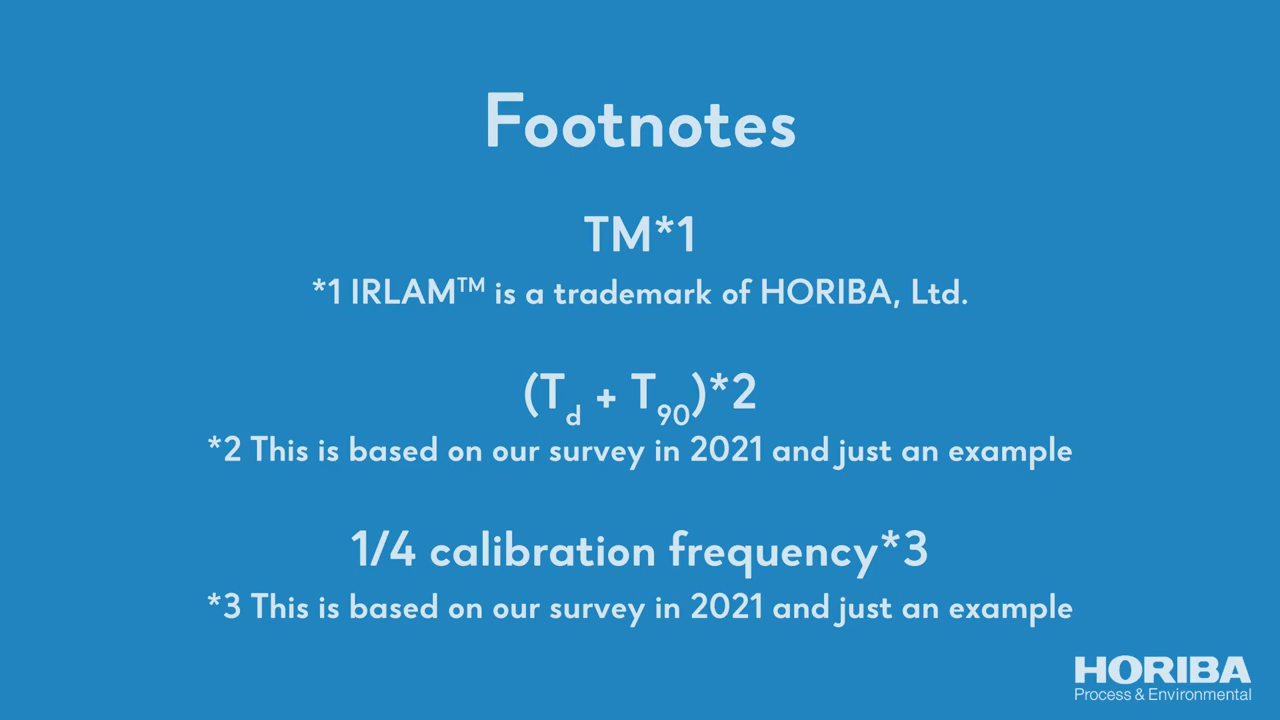 Footnotes
TM*1
*1 IRLAM™ is a trademark of HORIBA, Ltd.
(Td + T90)*2
*2 This is based on our survey in 2021 and just an example
1/4 calibration frequency*3
*3 This is based on our survey in 2021 and just an example
HORIBA
Process & Environmental